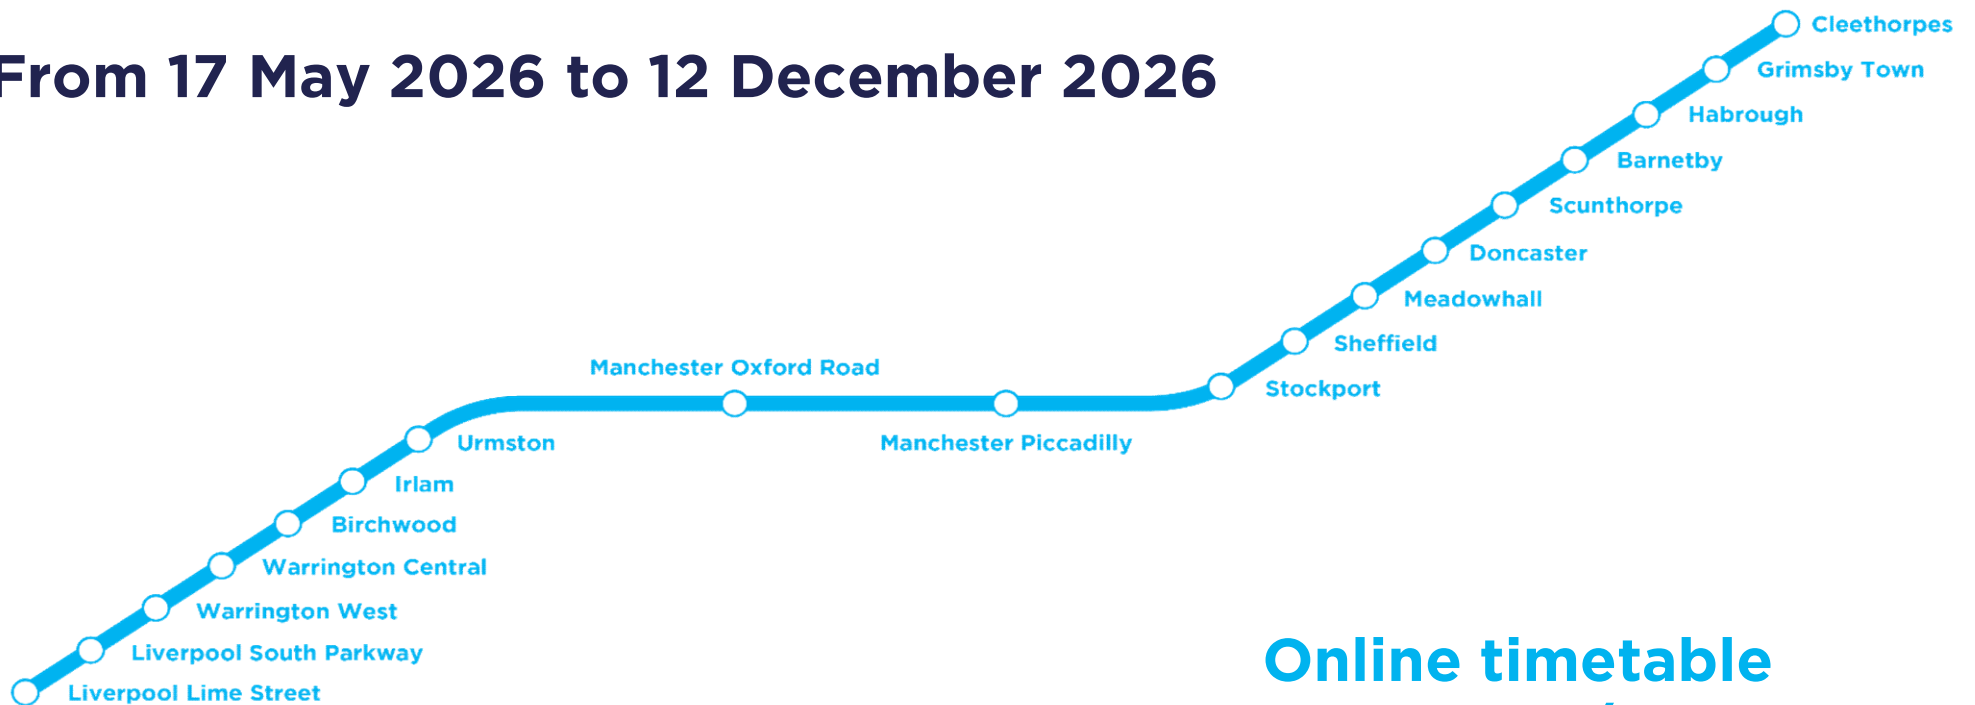 From 17 May 2026 to 12 December 2026
Cleethorpes
Grimsby Town
Habrough
Barnetby
Scunthorpe
Doncaster
Meadowhall
Sheffield
Stockport
Manchester Oxford Road
Manchester Piccadilly
Urmston
Irlam
Birchwood
Warrington Central
Warrington West
Liverpool South Parkway
Liverpool Lime Street
Online timetable